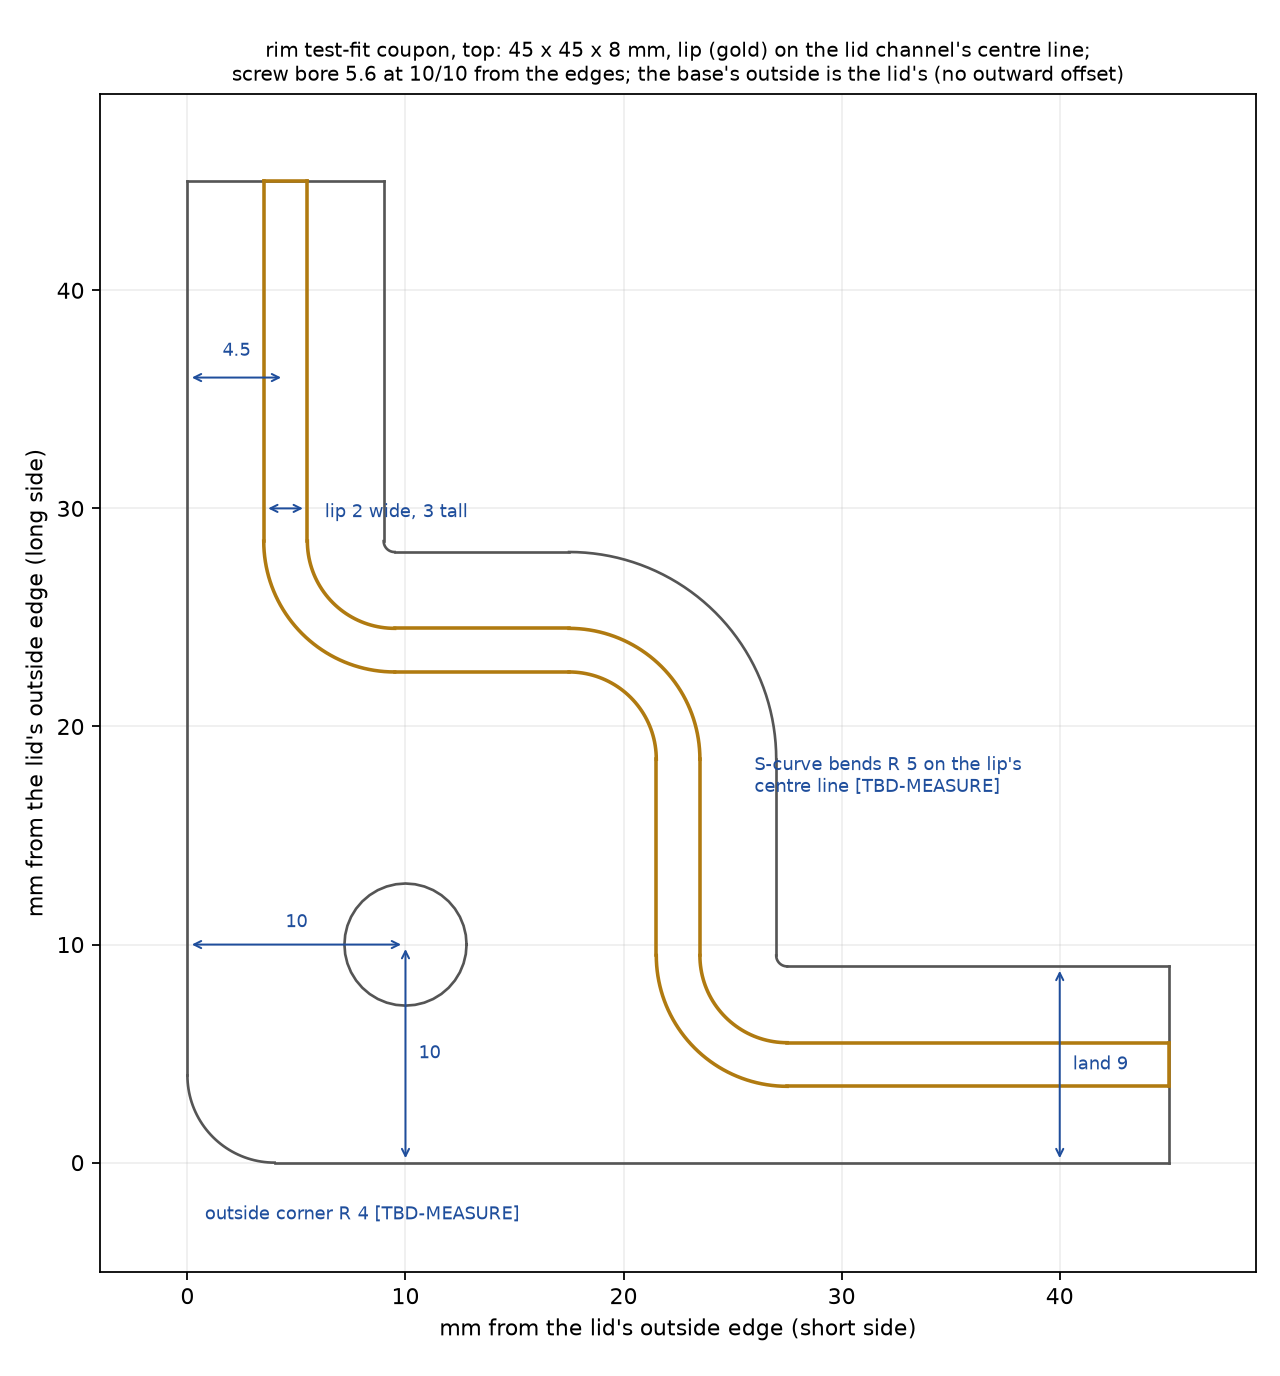 rim test-fit coupon, top: 45 x 45 x 8 mm, lip (gold) on the lid channel's centre line;
screw bore 5.6 at 10/10 from the edges; the base's outside is the lid's (no outward offset)
mm from the lid's outside edge (long side)
40
30
20
10
0
4.5
lip 2 wide, 3 tall
S-curve bends R 5 on the lip's
centre line [TBD-MEASURE]
10
10
land 9
outside corner R 4 [TBD-MEASURE]
0
10
20
30
40
mm from the lid's outside edge (short side)